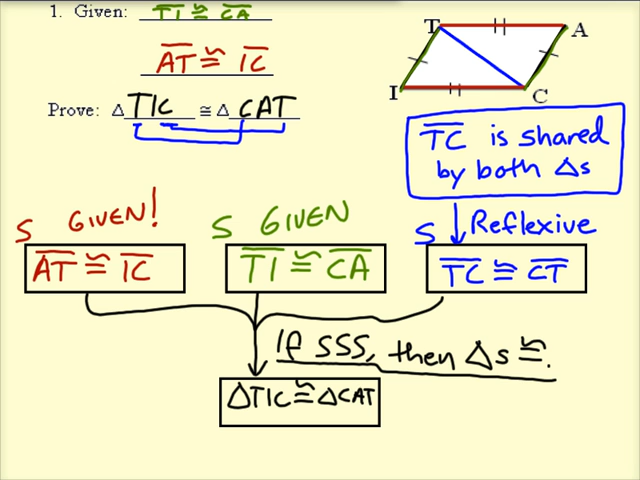 1. Given: TI ≅ CA
AT ≅ IC
Prove: △ TIC ≅ △ CAT
T A
I C
TC is shared
by both △s
S GIVEN!
S GIVEN
S Reflexive
AT ≅ IC
TI ≅ CA
TC ≅ CT
If SSS, then △s ≅.
△TIC ≅ △CAT